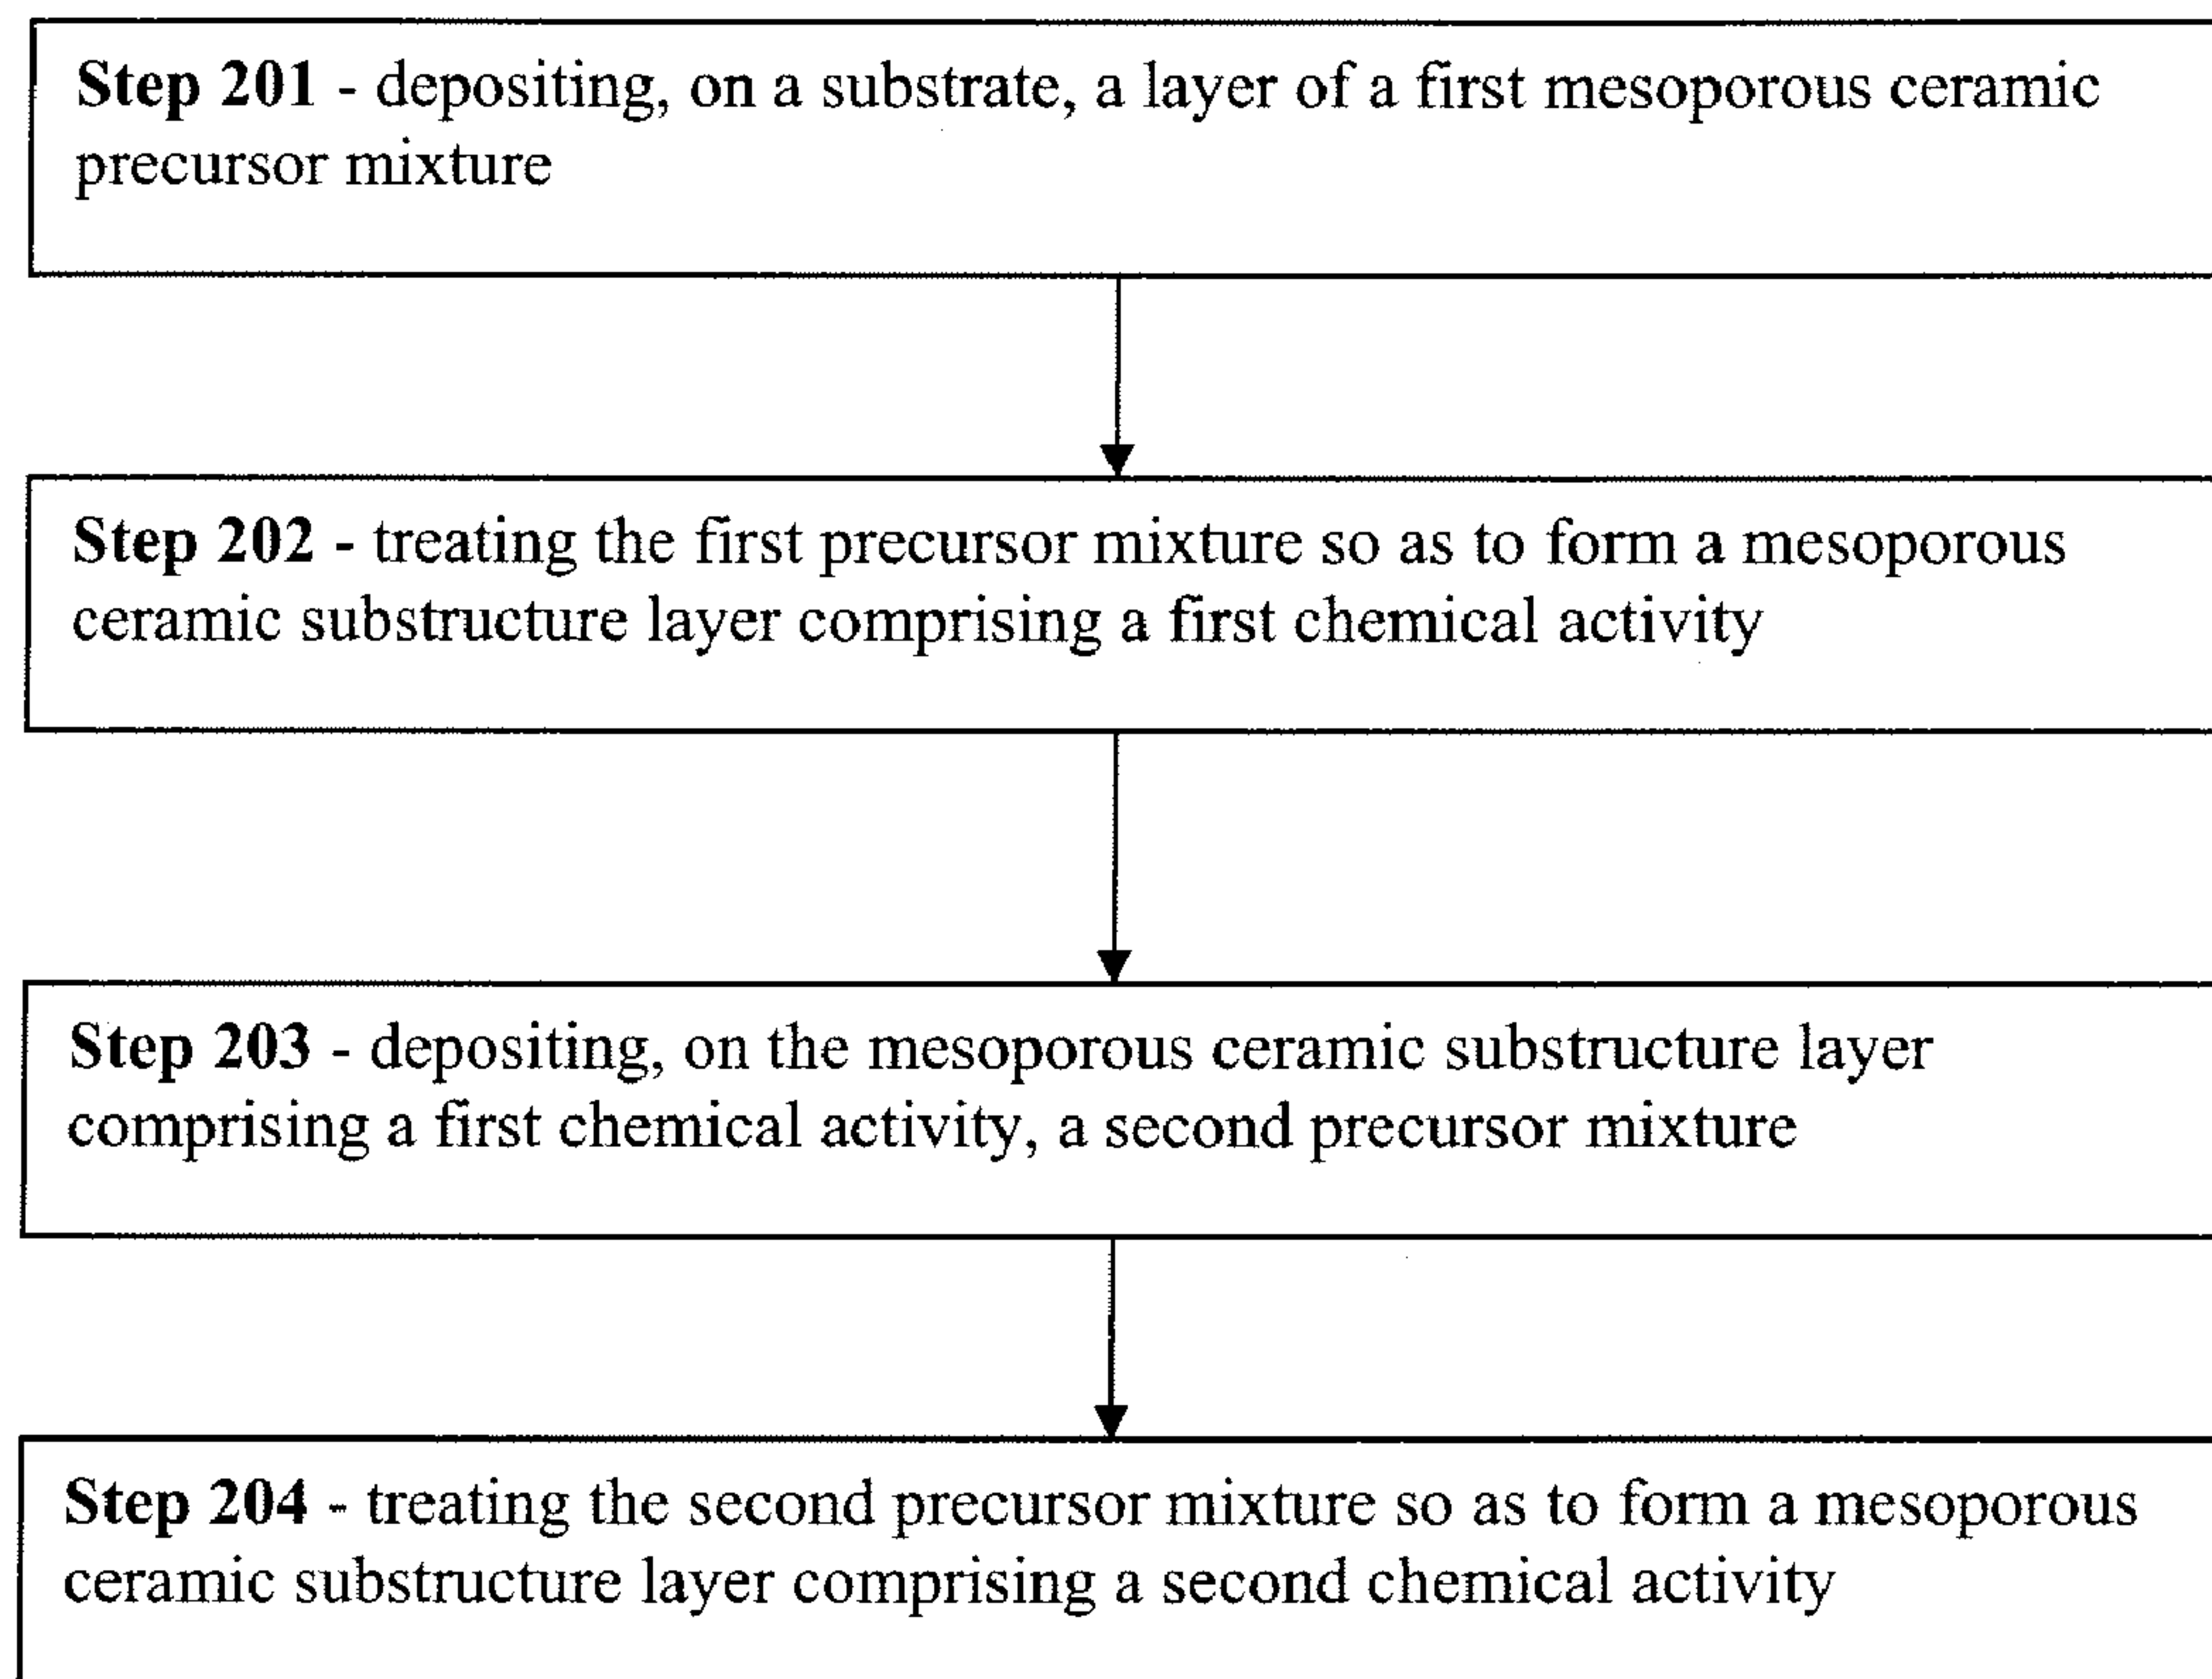 Step 201 - depositing, on a substrate, a layer of a first mesoporous ceramic
precursor mixture
Step 202 - treating the first precursor mixture so as to form a mesoporous
ceramic substructure layer comprising a first chemical activity
Step 203 - depositing, on the mesoporous ceramic substructure layer
comprising a first chemical activity, a second precursor mixture
Step 204 - treating the second precursor mixture so as to form a mesoporous
ceramic substructure layer comprising a second chemical activity